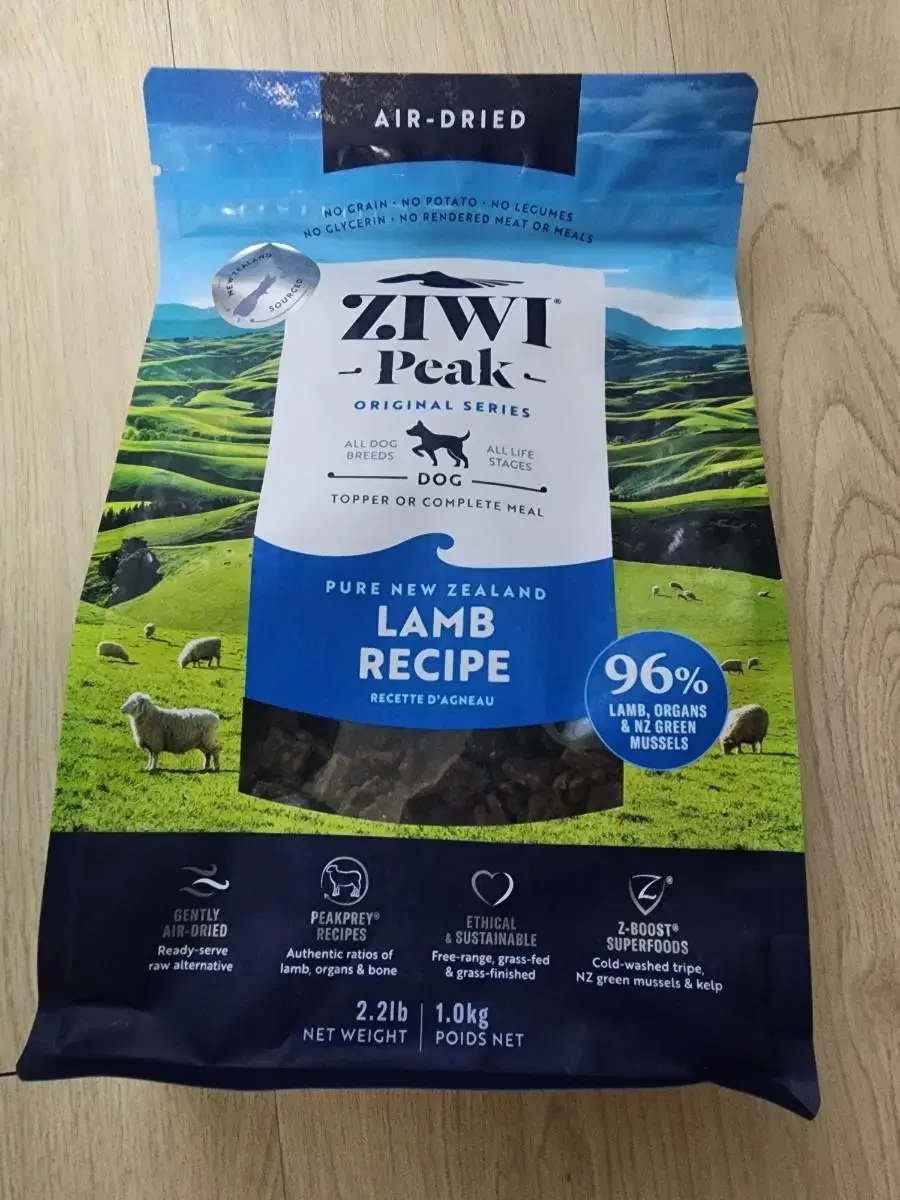 AIR-DRIED
NO GRAIN • NO POTATO • NO LEGUMES
NO GLYCERIN • NO RENDERED MEAT OR MEALS
NEW ZEALAND
SOURCED
ZIWI®
Peak
ORIGINAL SERIES
ALL DOG
BREEDS
ALL LIFE
STAGES
DOG
TOPPER OR COMPLETE MEAL
PURE NEW ZEALAND
LAMB
RECIPE
RECETTE D'AGNEAU
96%
LAMB, ORGANS
& NZ GREEN
MUSSELS
GENTLY
AIR-DRIED
Ready-serve
raw alternative
PEAKPREY®
RECIPES
Authentic ratios of
lamb, organs & bone
ETHICAL
& SUSTAINABLE
Free-range, grass-fed
& grass-finished
Z®
Z-BOOST®
SUPERFOODS
Cold-washed tripe,
NZ green mussels & kelp
2.2lb
NET WEIGHT
1.0kg
POIDS NET